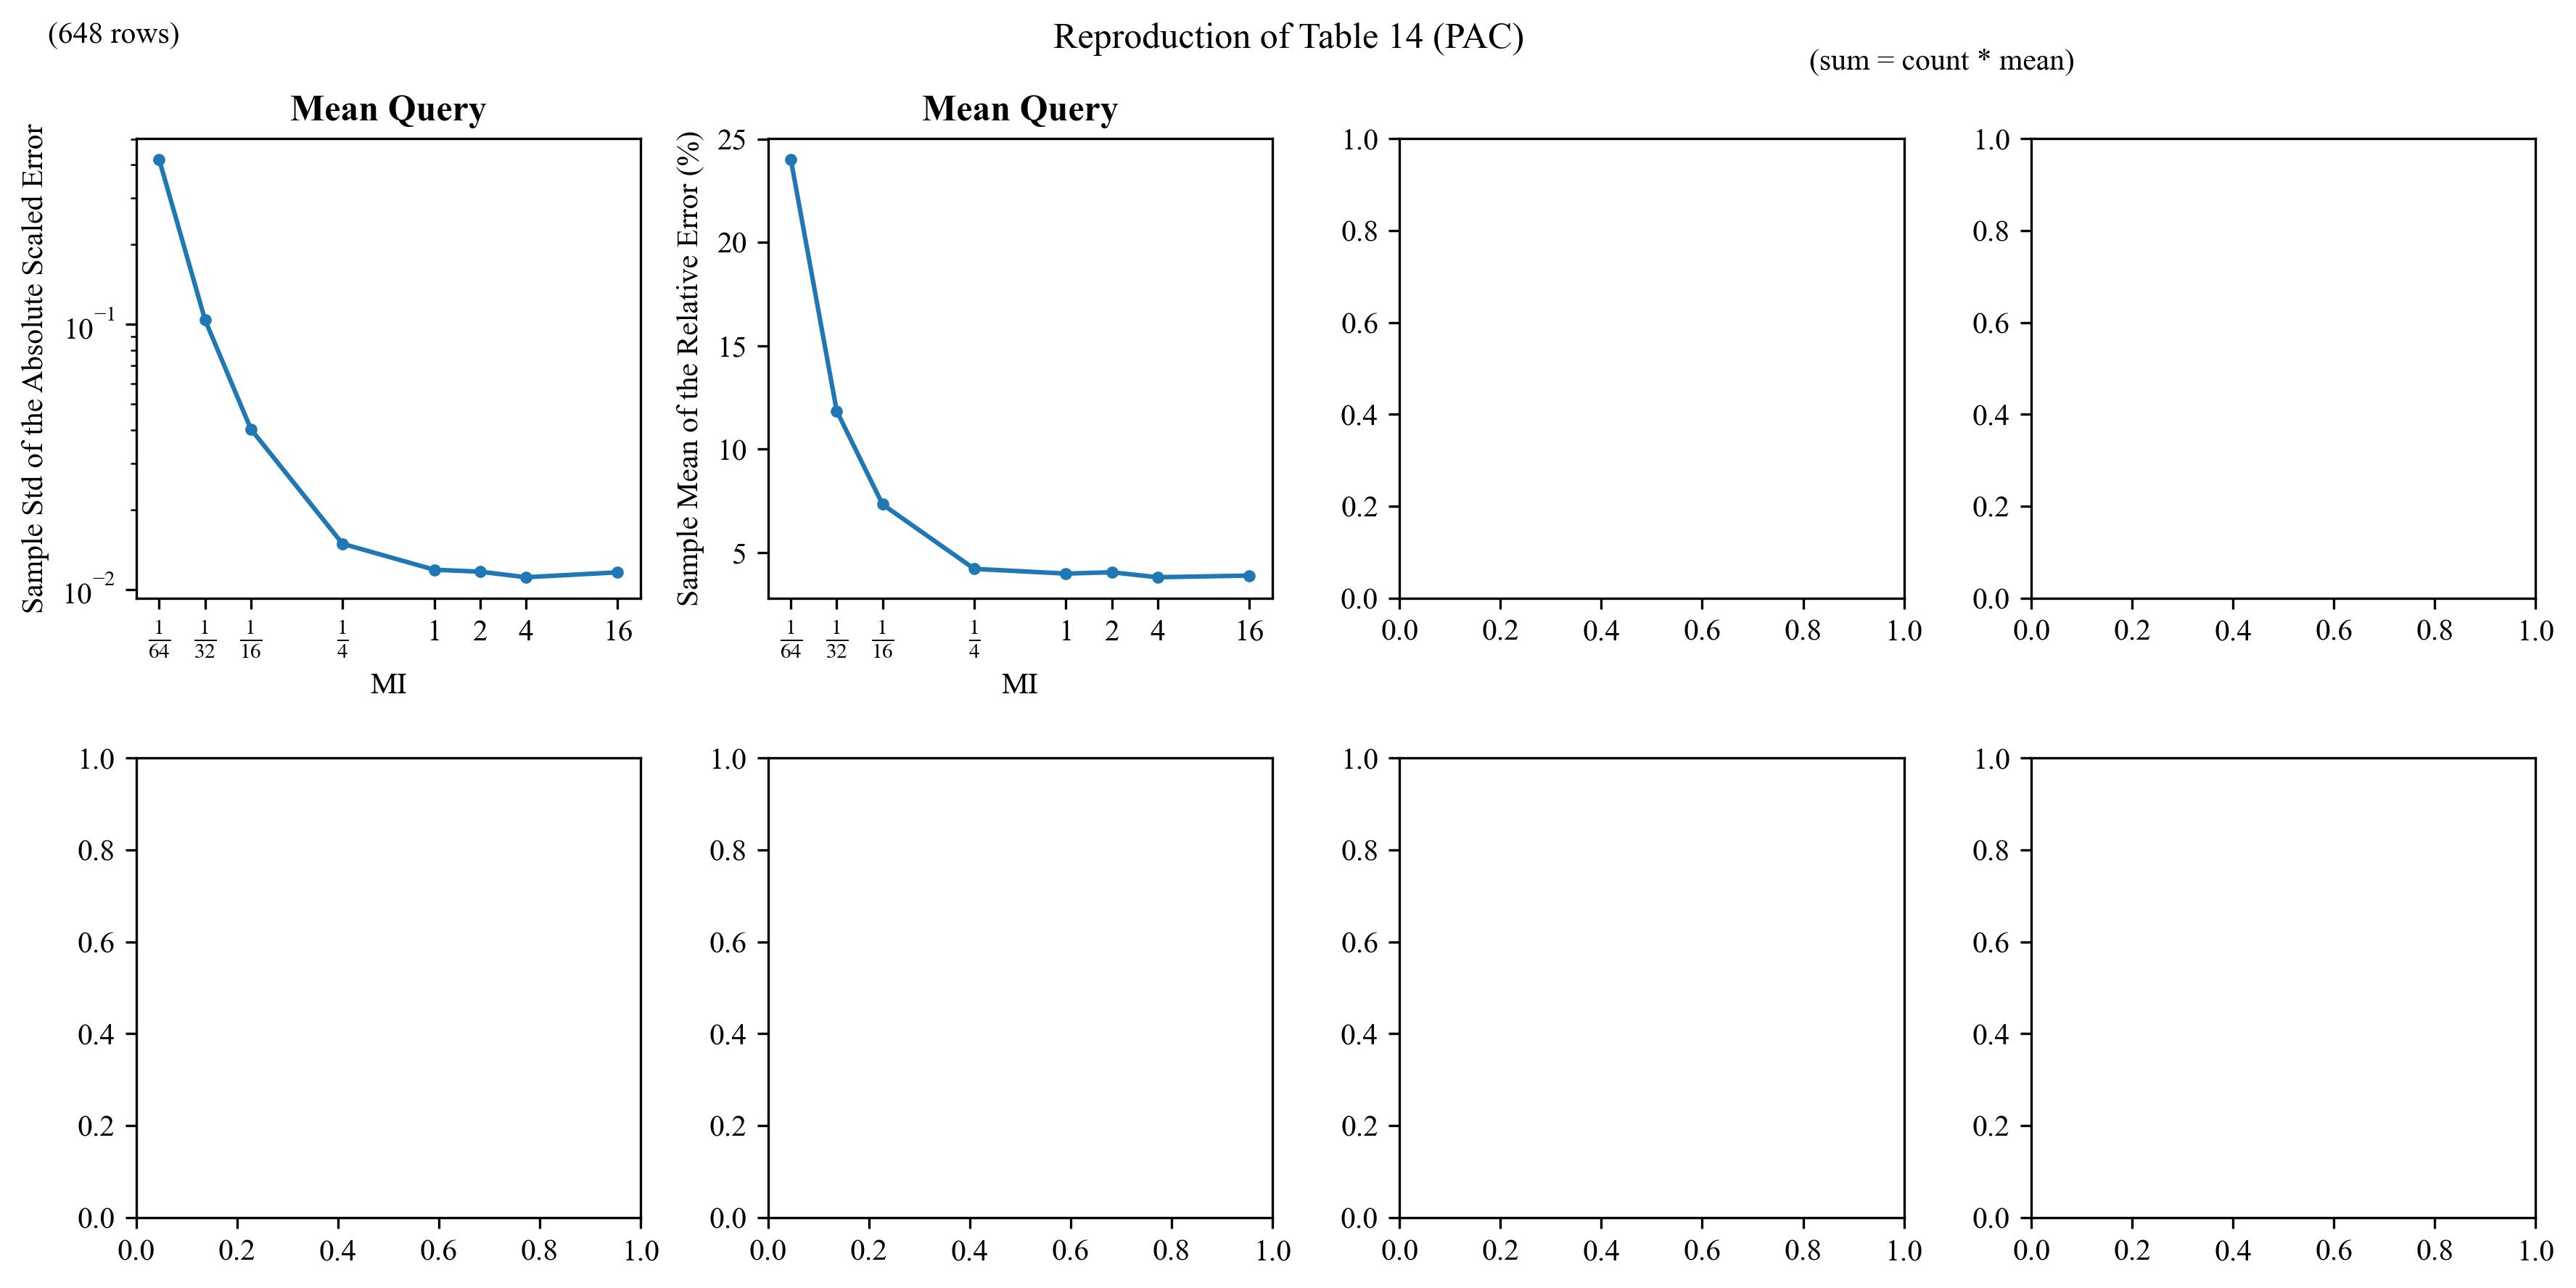 (648 rows)
Reproduction of Table 14 (PAC)
(sum = count * mean)
Mean Query
Sample Std of the Absolute Scaled Error
10⁻¹
10⁻²
1/64 1/32 1/16 1/4 1 2 4 16
MI
Mean Query
Sample Mean of the Relative Error (%)
25
20
15
10
5
1/64 1/32 1/16 1/4 1 2 4 16
MI
1.0
0.8
0.6
0.4
0.2
0.0
0.0 0.2 0.4 0.6 0.8 1.0
1.0
0.8
0.6
0.4
0.2
0.0
0.0 0.2 0.4 0.6 0.8 1.0
1.0
0.8
0.6
0.4
0.2
0.0
0.0 0.2 0.4 0.6 0.8 1.0
1.0
0.8
0.6
0.4
0.2
0.0
0.0 0.2 0.4 0.6 0.8 1.0
1.0
0.8
0.6
0.4
0.2
0.0
0.0 0.2 0.4 0.6 0.8 1.0
1.0
0.8
0.6
0.4
0.2
0.0
0.0 0.2 0.4 0.6 0.8 1.0